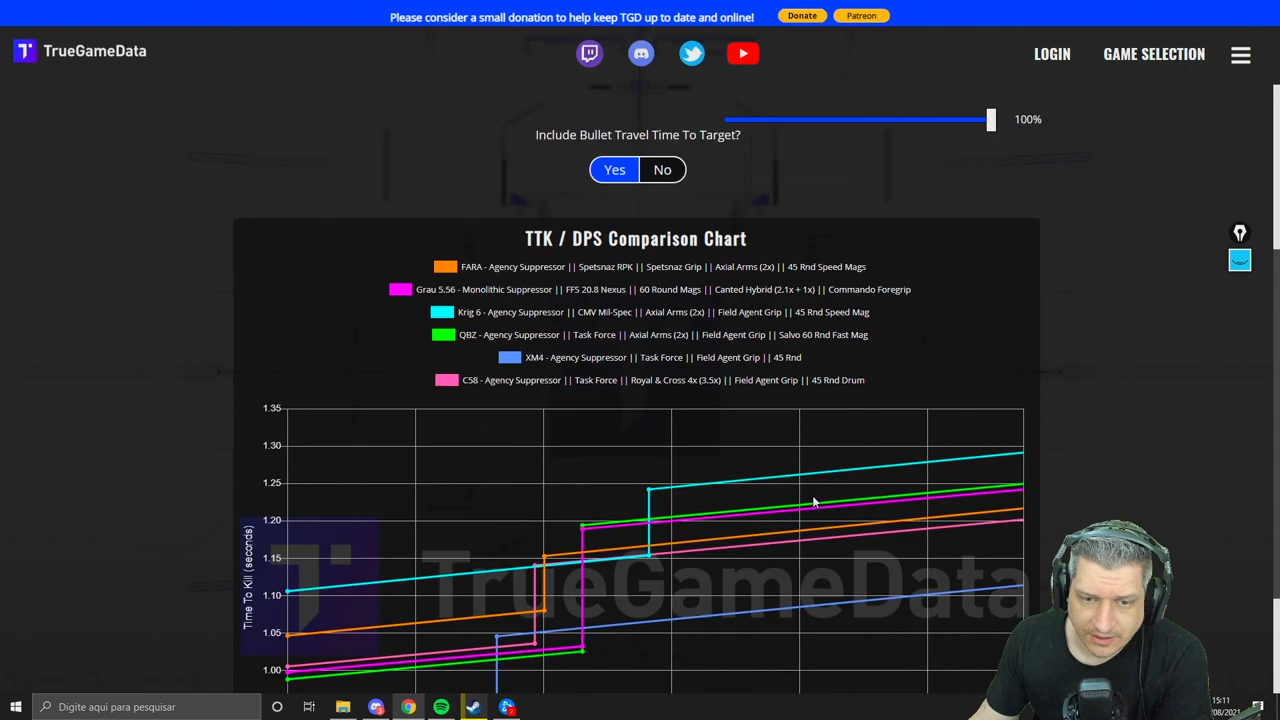 Please consider a small donation to help keep TGD up to date and online! Donate Patreon
TrueGameData
LOGIN GAME SELECTION
100%
Include Bullet Travel Time To Target?
Yes No
TTK / DPS Comparison Chart
FARA - Agency Suppressor || Spetsnaz RPK || Spetsnaz Grip || Axial Arms (2x) || 45 Rnd Speed Mags
Grau 5.56 - Monolithic Suppressor || FFS 20.8 Nexus || 60 Round Mags || Canted Hybrid (2.1x + 1x) || Commando Foregrip
Krig 6 - Agency Suppressor || CMV Mil-Spec || Axial Arms (2x) || Field Agent Grip || 45 Rnd Speed Mag
QBZ - Agency Suppressor || Task Force || Axial Arms (2x) || Field Agent Grip || Salvo 60 Rnd Fast Mag
XM4 - Agency Suppressor || Task Force || Field Agent Grip || 45 Rnd
C58 - Agency Suppressor || Task Force || Royal & Cross 4x (3.5x) || Field Agent Grip || 45 Rnd Drum
1.35
1.30
1.25
1.20
1.15
1.10
1.05
1.00
Time To Kill (seconds)
TrueGameData
Digite aqui para pesquisar
15:11
/08/2021